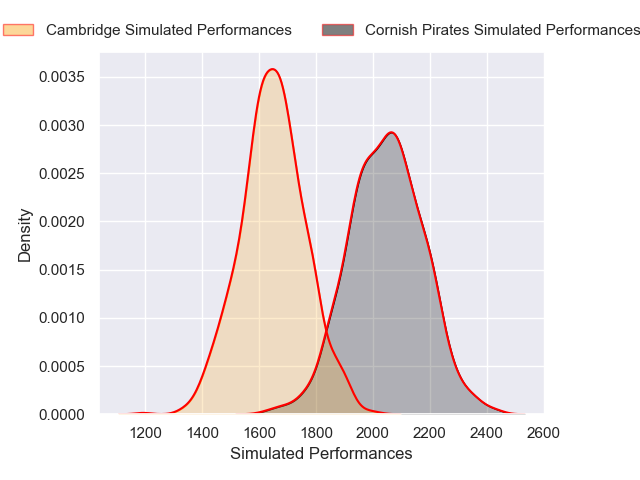 Cambridge Simulated Performances
Cornish Pirates Simulated Performances
0.0035
0.0030
0.0025
0.0020
0.0015
0.0010
0.0005
0.0000
Density
1200 1400 1600 1800 2000 2200 2400 2600
Simulated Performances